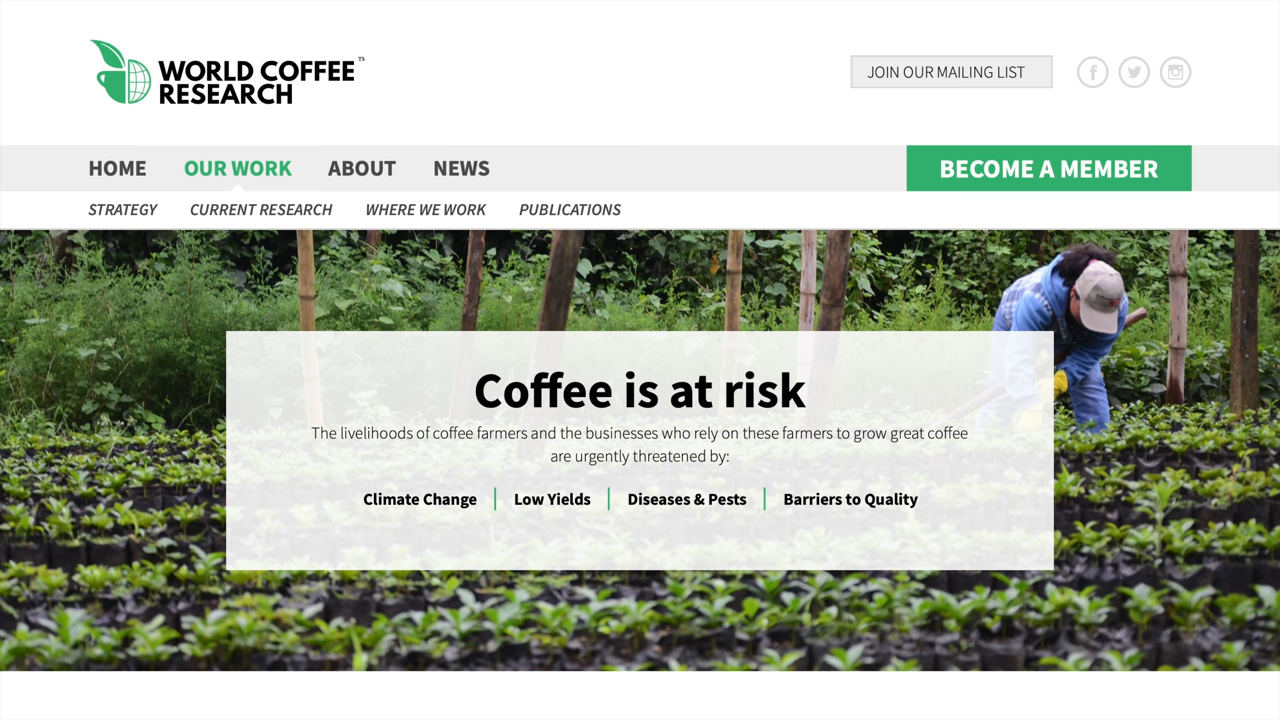 WORLD COFFEE
RESEARCH
JOIN OUR MAILING LIST
HOME OUR WORK ABOUT NEWS BECOME A MEMBER
STRATEGY CURRENT RESEARCH WHERE WE WORK PUBLICATIONS
Coffee is at risk
The livelihoods of coffee farmers and the businesses who rely on these farmers to grow great coffee
are urgently threatened by:
Climate Change | Low Yields | Diseases & Pests | Barriers to Quality